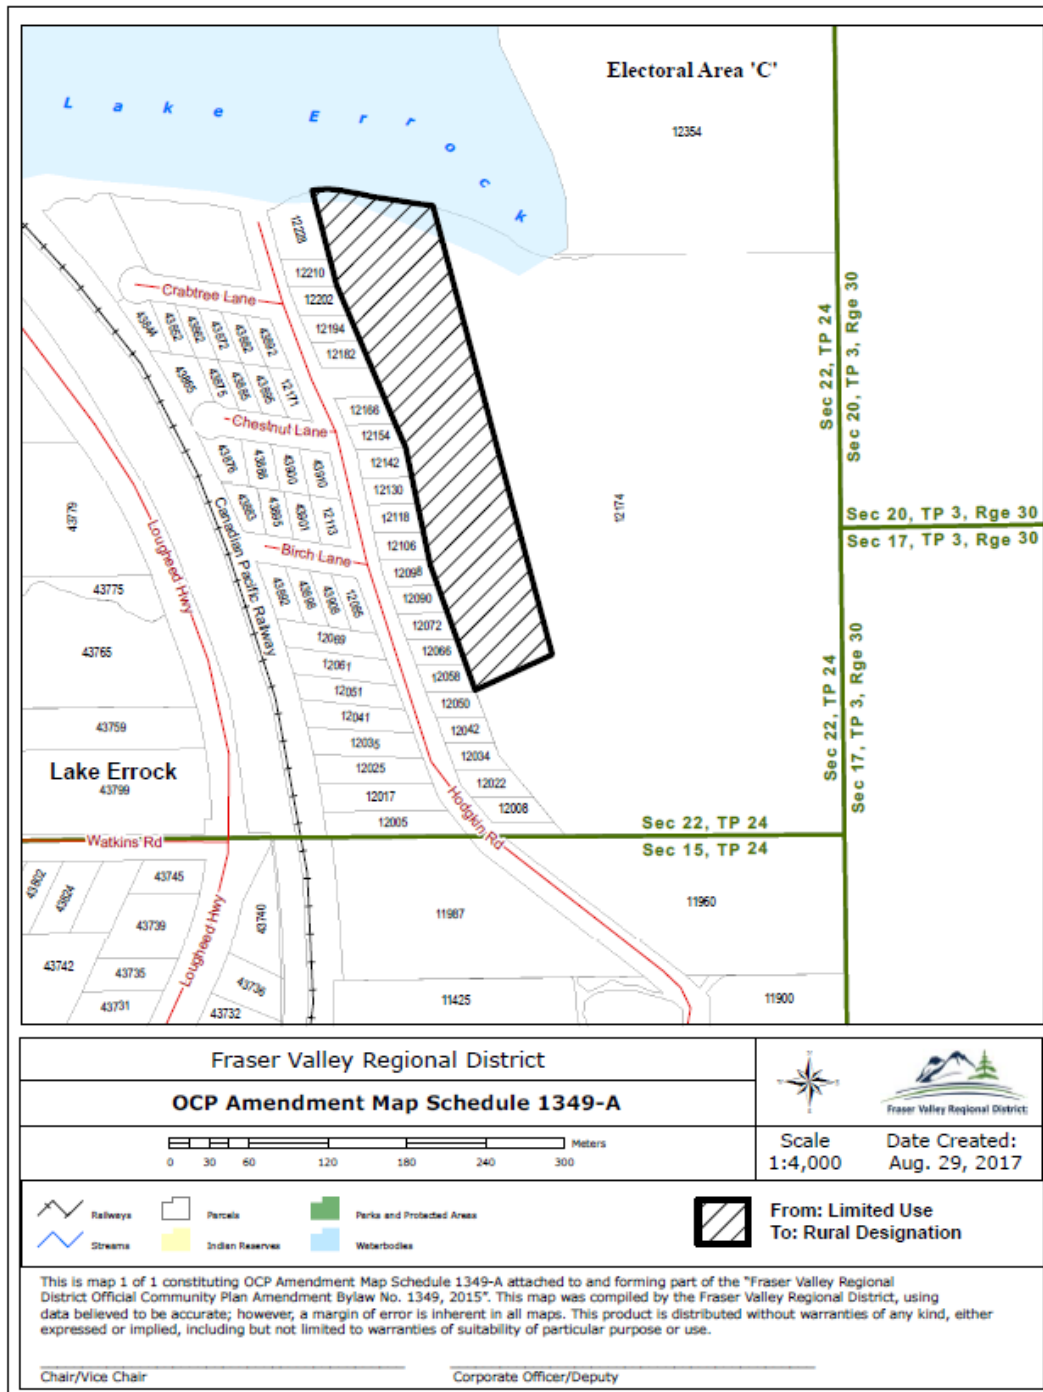 Electoral Area 'C'
Lake Errock
12354
12228
12210
Crabtree Lane
12202
12194
12182
43844
43852
43862
43872
43882
43892
43865
43875
43885
43895
12171
12166
Chestnut Lane
12154
12142
12130
12118
12106
12098
12090
12072
12066
12058
12050
12042
12034
12022
12008
43876
43886
43900
43910
43883
43895
43901
12113
Birch Lane
43892
43898
43908
12085
12069
12061
12051
12041
12035
12025
12017
12005
12174
Sec 22, TP 24
Sec 20, TP 3, Rge 30
Sec 20, TP 3, Rge 30
Sec 17, TP 3, Rge 30
Sec 22, TP 24
Sec 17, TP 3, Rge 30
43779
Lougheed Hwy
Canadian Pacific Railway
43775
43765
43759
Lake Errock
43799
Hodgkin Rd
Watkins Rd
Sec 22, TP 24
Sec 15, TP 24
43802
43824
43745
43739
43740
43742
43735
43731
Lougheed Hwy
43736
43732
11987
11960
11425
11900
Fraser Valley Regional District
OCP Amendment Map Schedule 1349-A
Meters
0 30 60 120 180 240 300
Fraser Valley Regional District
Scale
1:4,000
Date Created:
Aug. 29, 2017
Railways
Parcels
Parks and Protected Areas
Streams
Indian Reserves
Waterbodies
From: Limited Use
To: Rural Designation
This is map 1 of 1 constituting OCP Amendment Map Schedule 1349-A attached to and forming part of the "Fraser Valley Regional
District Official Community Plan Amendment Bylaw No. 1349, 2015". This map was compiled by the Fraser Valley Regional District, using
data believed to be accurate; however, a margin of error is inherent in all maps. This product is distributed without warranties of any kind, either
expressed or implied, including but not limited to warranties of suitability of particular purpose or use.
Chair/Vice Chair
Corporate Officer/Deputy